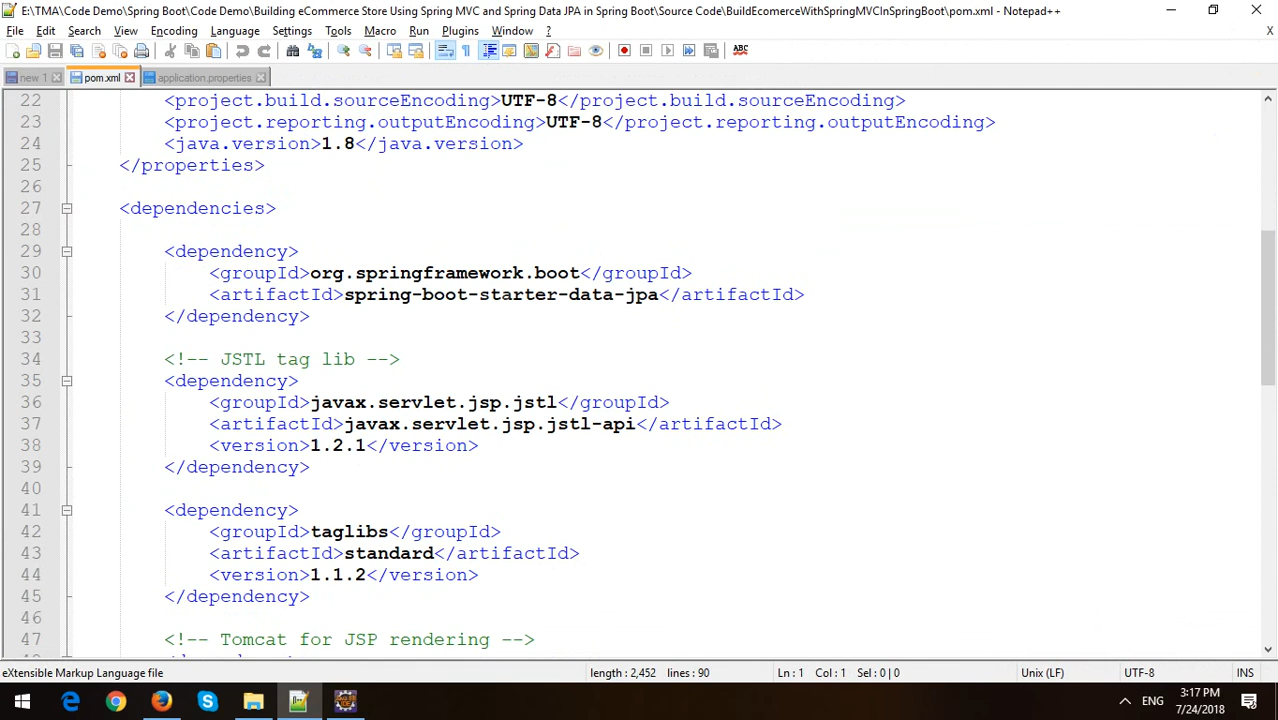 E:\TMA\Code Demo\Spring Boot\Code Demo\Building eCommerce Store Using Spring MVC and Spring Data JPA in Spring Boot\Source Code\BuildEcomerceWithSpringMVCInSpringBoot\pom.xml - Notepad++
File Edit Search View Encoding Language Settings Tools Macro Run Plugins Window ? X
ABC
new 1 pom.xml application.properties
22 <project.build.sourceEncoding>UTF-8</project.build.sourceEncoding>
23 <project.reporting.outputEncoding>UTF-8</project.reporting.outputEncoding>
24 <java.version>1.8</java.version>
25 </properties>
26
27 <dependencies>
28
29 <dependency>
30 <groupId>org.springframework.boot</groupId>
31 <artifactId>spring-boot-starter-data-jpa</artifactId>
32 </dependency>
33
34 <!-- JSTL tag lib -->
35 <dependency>
36 <groupId>javax.servlet.jsp.jstl</groupId>
37 <artifactId>javax.servlet.jsp.jstl-api</artifactId>
38 <version>1.2.1</version>
39 </dependency>
40
41 <dependency>
42 <groupId>taglibs</groupId>
43 <artifactId>standard</artifactId>
44 <version>1.1.2</version>
45 </dependency>
46
47 <!-- Tomcat for JSP rendering -->
eXtensible Markup Language file length : 2,452 lines : 90 Ln : 1 Col : 1 Sel : 0 | 0 Unix (LF) UTF-8 INS
ENG 3:17 PM
7/24/2018